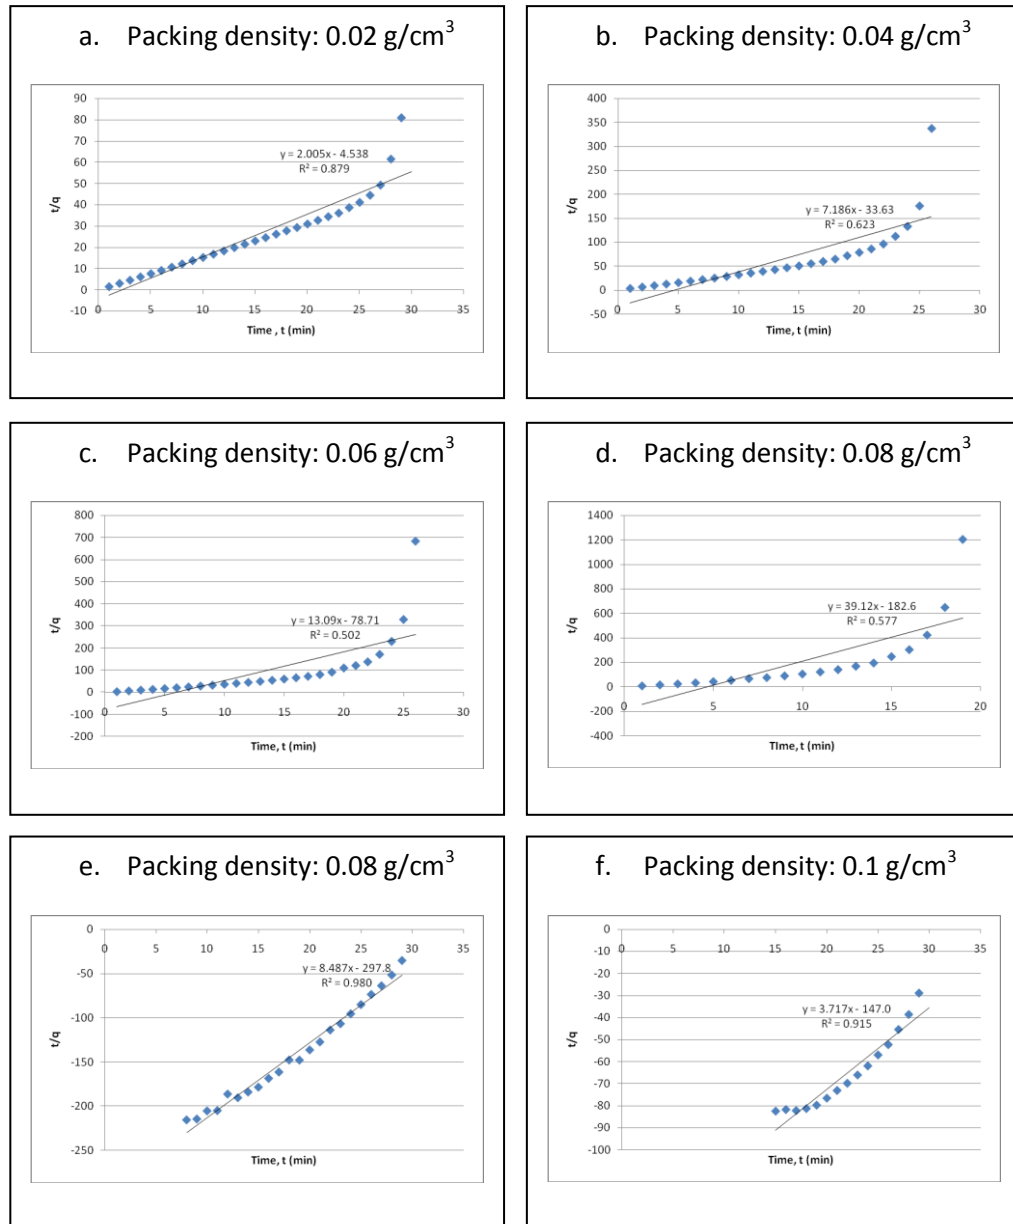 a. Packing density: 0.02 g/cm³
90
80
70
60
50
40
30
20
10
0
-10
t/q
y = 2.005x - 4.538
R² = 0.879
0 5 10 15 20 25 30 35
Time , t (min)
b. Packing density: 0.04 g/cm³
400
350
300
250
200
150
100
50
0
-50
t/q
y = 7.186x - 33.63
R² = 0.623
0 5 10 15 20 25 30
Time, t (min)
c. Packing density: 0.06 g/cm³
800
700
600
500
400
300
200
100
0
-100
-200
t/q
y = 13.09x - 78.71
R² = 0.502
0 5 10 15 20 25 30
Time, t (min)
d. Packing density: 0.08 g/cm³
1400
1200
1000
800
600
400
200
0
-200
-400
t/q
y = 39.12x - 182.6
R² = 0.577
0 5 10 15 20
TIme, t (min)
e. Packing density: 0.08 g/cm³
0
-50
-100
-150
-200
-250
t/q
0 5 10 15 20 25 30 35
y = 8.487x - 297.8
R² = 0.980
Time, t (min)
f. Packing density: 0.1 g/cm³
0
-10
-20
-30
-40
-50
-60
-70
-80
-90
-100
t/q
0 5 10 15 20 25 30 35
y = 3.717x - 147.0
R² = 0.915
Time, t (min)